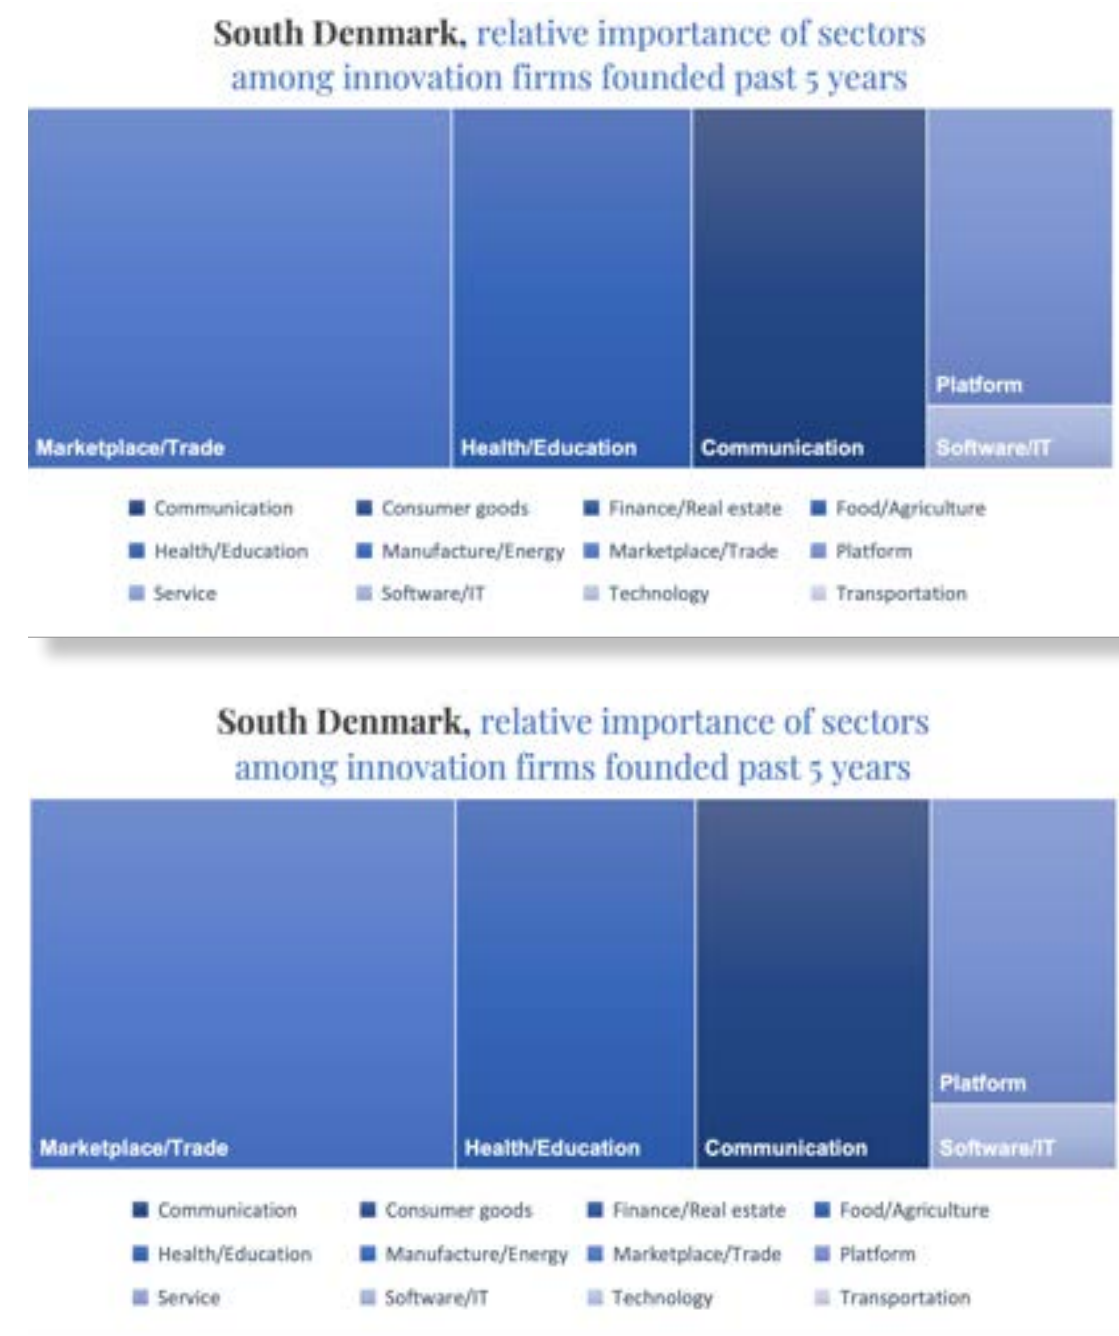 South Denmark, relative importance of sectors
among innovation firms founded past 5 years
Platform
Marketplace/Trade Health/Education Communication Software/IT
Communication Consumer goods Finance/Real estate Food/Agriculture
Health/Education Manufacture/Energy Marketplace/Trade Platform
Service Software/IT Technology Transportation
South Denmark, relative importance of sectors
among innovation firms founded past 5 years
Platform
Marketplace/Trade Health/Education Communication Software/IT
Communication Consumer goods Finance/Real estate Food/Agriculture
Health/Education Manufacture/Energy Marketplace/Trade Platform
Service Software/IT Technology Transportation